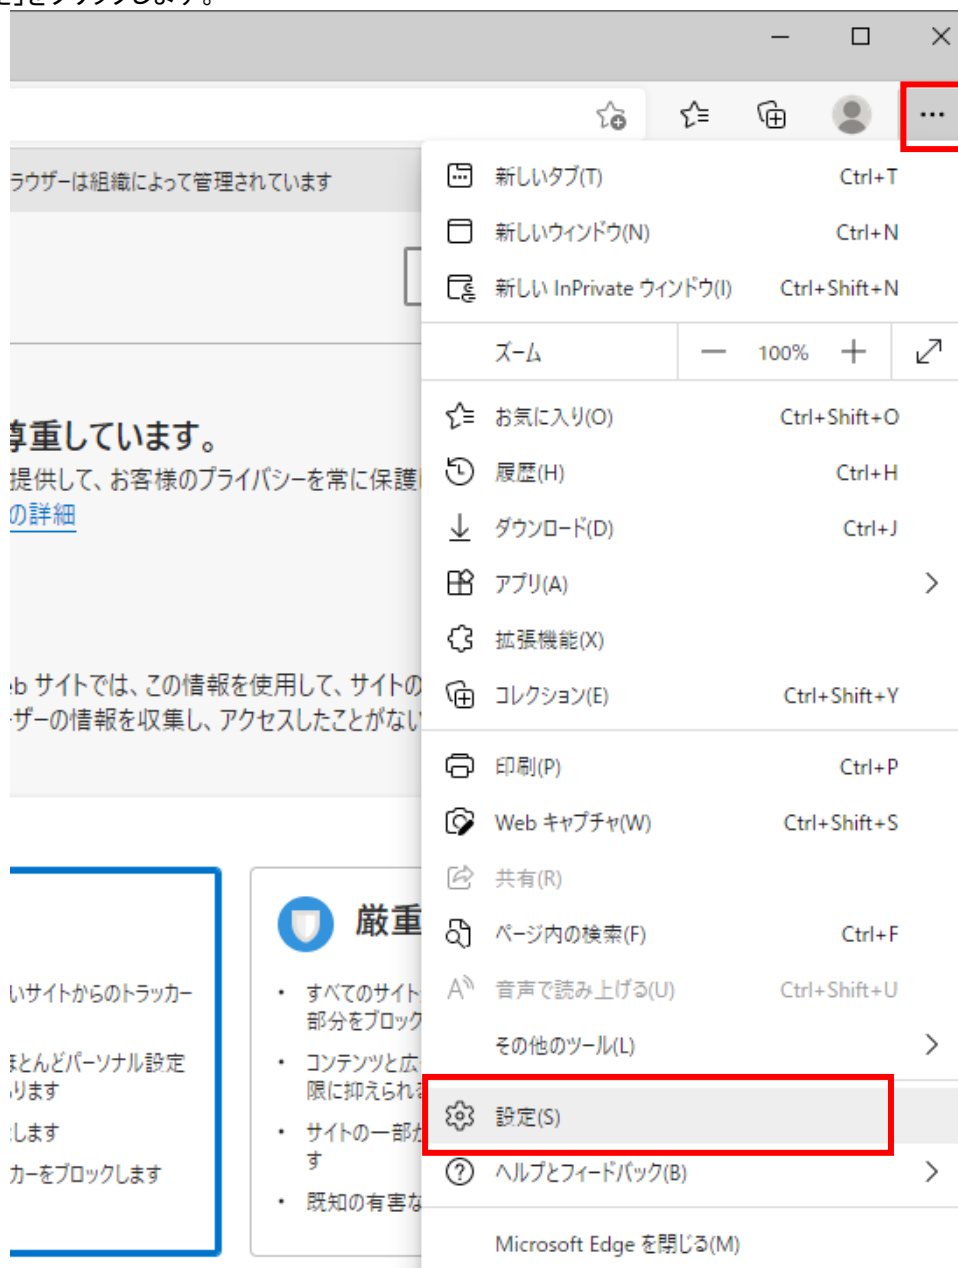 ]をクリックします。
ラウザーは組織によって管理されています
新しいタブ(T) Ctrl+T
新しいウィンドウ(N) Ctrl+N
新しい InPrivate ウィンドウ(I) Ctrl+Shift+N
ズーム 100%
お気に入り(O) Ctrl+Shift+O
履歴(H) Ctrl+H
ダウンロード(D) Ctrl+J
アプリ(A)
拡張機能(X)
コレクション(E) Ctrl+Shift+Y
印刷(P) Ctrl+P
Web キャプチャ(W) Ctrl+Shift+S
共有(R)
ページ内の検索(F) Ctrl+F
音声で読み上げる(U) Ctrl+Shift+U
その他のツール(L)
設定(S)
ヘルプとフィードバック(B)
Microsoft Edge を閉じる(M)
尊重しています。
提供して、お客様のプライバシーを常に保護
の詳細
eb サイトでは、この情報を使用して、サイトの
ーザーの情報を収集し、アクセスしたことがない
いサイトからのトラッカー
ほとんどパーソナル設定
ります
します
カーをブロックします
厳重
・ すべてのサイト
部分をブロック
・ コンテンツと広
限に抑えられ
・ サイトの一部が
す
・ 既知の有害な